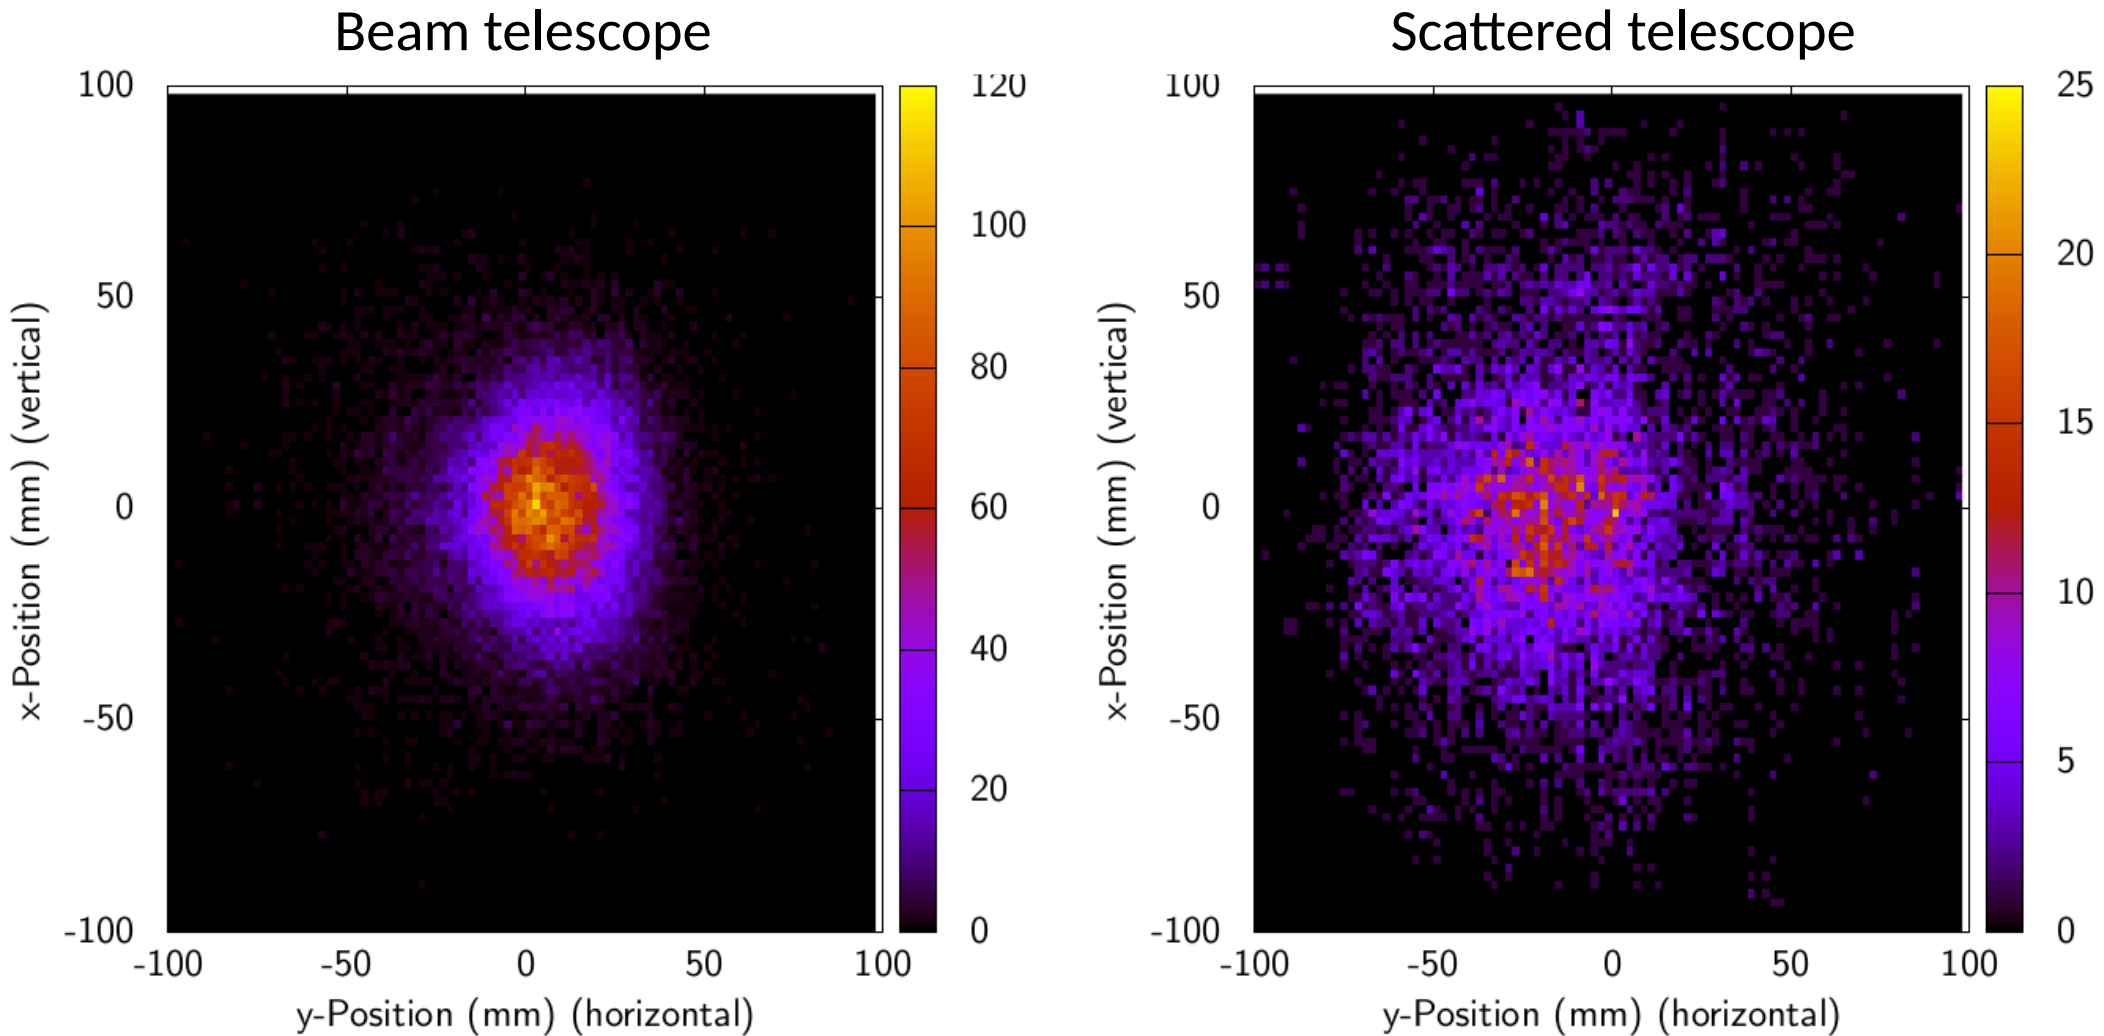 Beam telescope
100
50
0
-50
-100
-100 -50 0 50 100
x-Position (mm) (vertical)
y-Position (mm) (horizontal)
120
100
80
60
40
20
0
Scattered telescope
100
50
0
-50
-100
-100 -50 0 50 100
x-Position (mm) (vertical)
y-Position (mm) (horizontal)
25
20
15
10
5
0